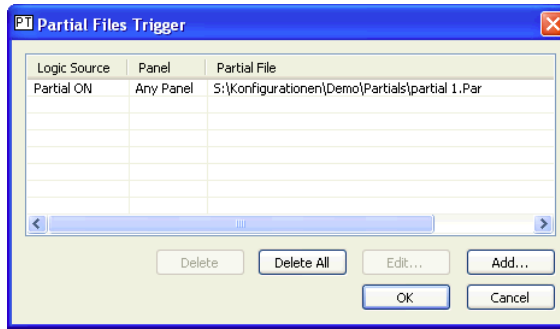 PT Partial Files Trigger
Logic Source Panel Partial File
Partial ON Any Panel S:\Konfigurationen\Demo\Partials\partial 1.Par
Delete Delete All Edit... Add...
OK Cancel